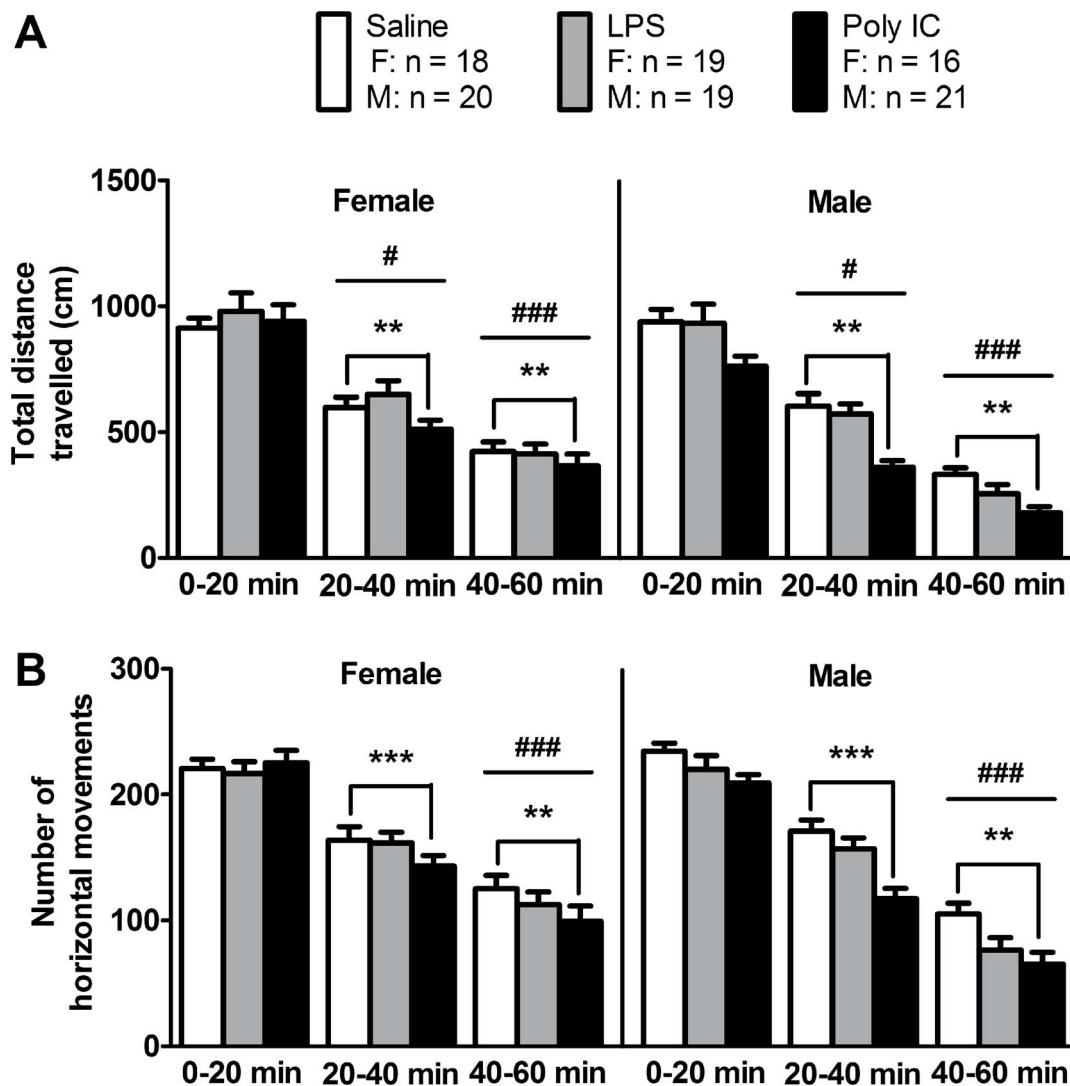 A
Saline
F: n = 18
M: n = 20
LPS
F: n = 19
M: n = 19
Poly IC
F: n = 16
M: n = 21
Total distance
travelled (cm)
1500
1000
500
0
Female
Male
#
**
###
**
#
**
###
**
0-20 min
20-40 min
40-60 min
0-20 min
20-40 min
40-60 min
B
Number of
horizontal movements
300
200
100
0
Female
Male
***
###
**
***
###
**
0-20 min
20-40 min
40-60 min
0-20 min
20-40 min
40-60 min